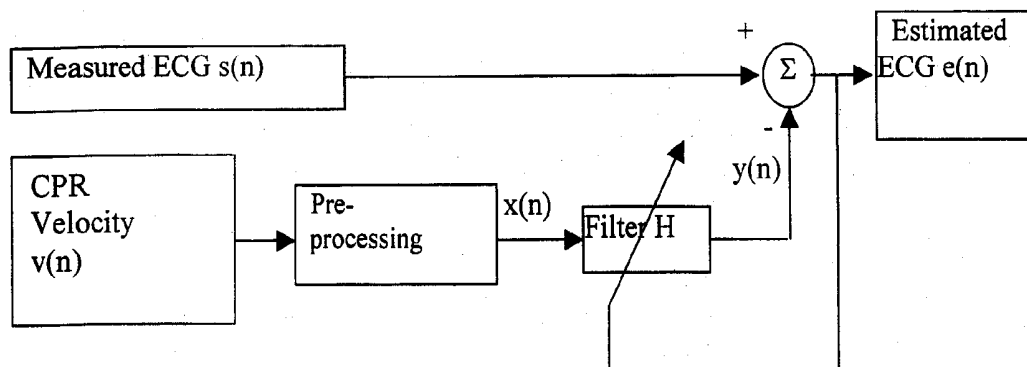 Measured ECG s(n)
+
Σ
Estimated
ECG e(n)
-
CPR
Velocity
v(n)
Pre-
processing
x(n)
Filter H
y(n)